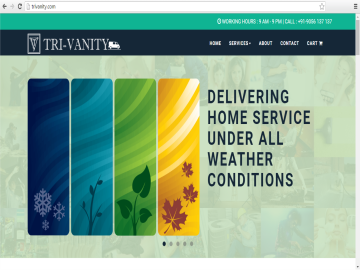 trivanity.com
WORKING HOURS : 9 AM - 9 PM | CALL : +91-9356 137 137
TRI-VANITY
HOME SERVICES ABOUT CONTACT CART
DELIVERING
HOME SERVICE
UNDER ALL
WEATHER
CONDITIONS